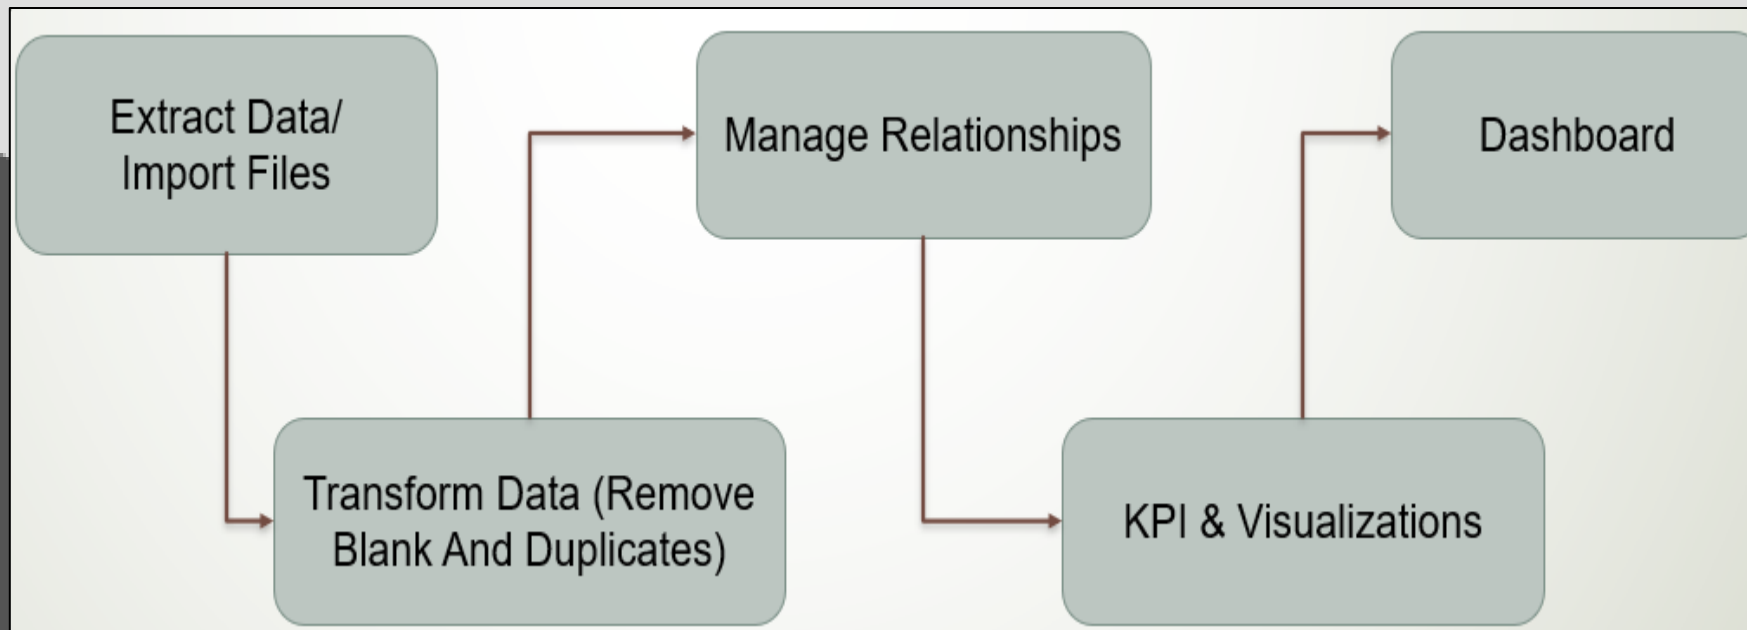 Extract Data/
Import Files
Transform Data (Remove
Blank And Duplicates)
Manage Relationships
KPI & Visualizations
Dashboard